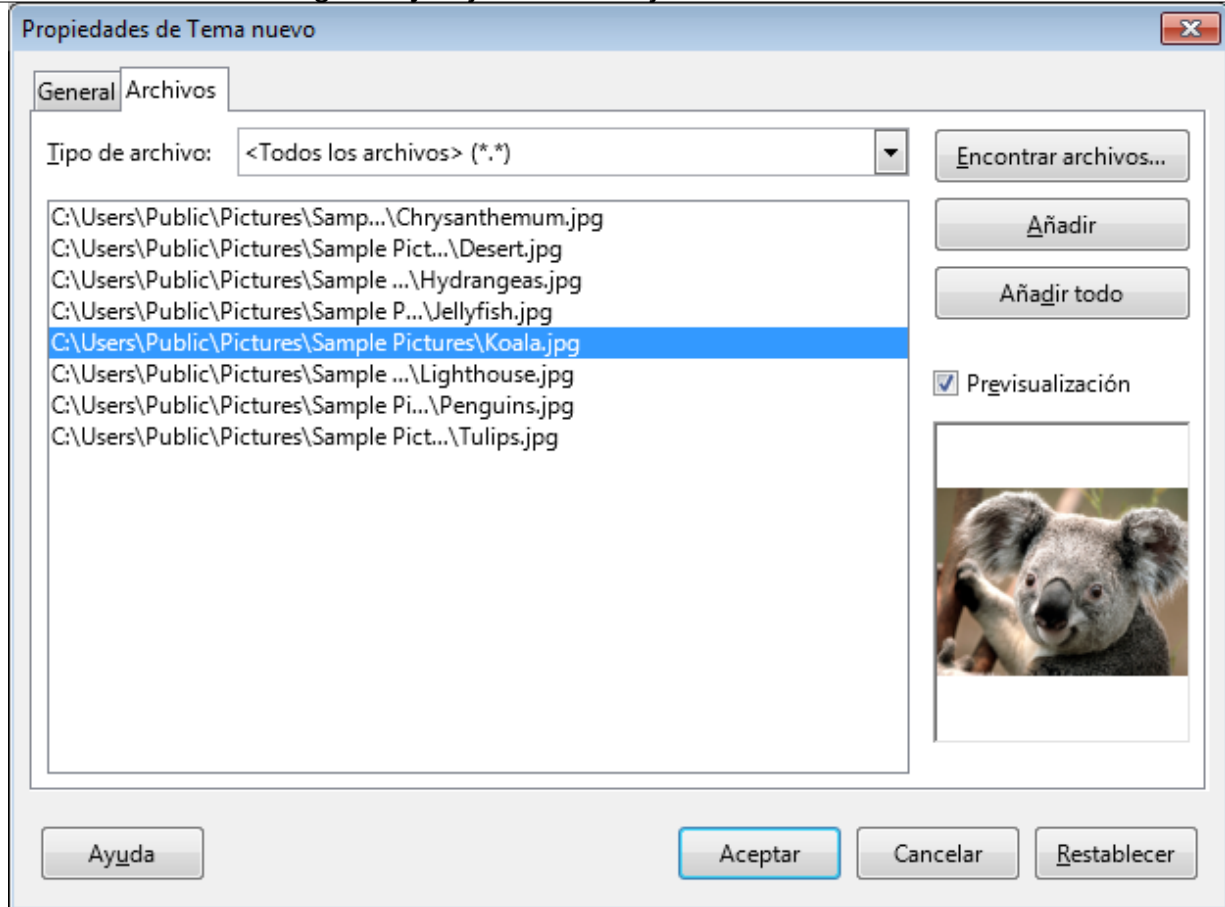 Propiedades de Tema nuevo
General Archivos
Tipo de archivo: <Todos los archivos> (*.*)
Encontrar archivos...
C:\Users\Public\Pictures\Samp...\Chrysanthemum.jpg
C:\Users\Public\Pictures\Sample Pict...\Desert.jpg
C:\Users\Public\Pictures\Sample ...\Hydrangeas.jpg
C:\Users\Public\Pictures\Sample P...\Jellyfish.jpg
C:\Users\Public\Pictures\Sample Pictures\Koala.jpg
C:\Users\Public\Pictures\Sample ...\Lighthouse.jpg
C:\Users\Public\Pictures\Sample Pi...\Penguins.jpg
C:\Users\Public\Pictures\Sample Pict...\Tulips.jpg
Añadir
Añadir todo
Previsualización
Ayuda
Aceptar
Cancelar
Restablecer